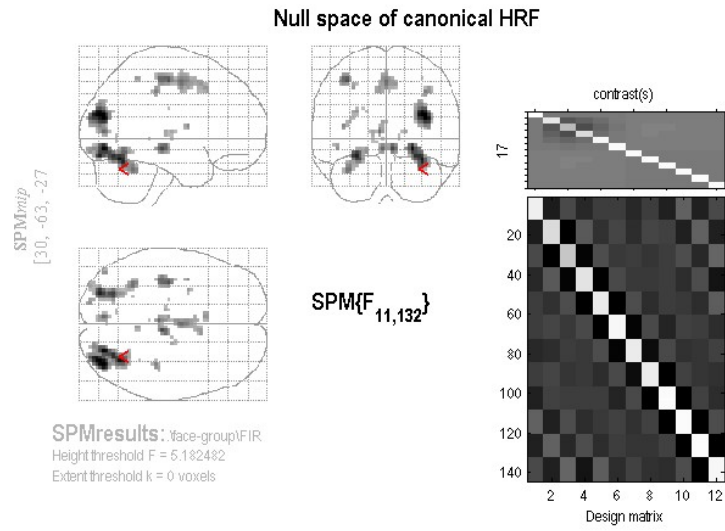 Null space of canonical HRF
SPMmip
[30, -63, -27]
<
<
<
SPM{F11,132}
SPMresults: .\face-group\FIR
Height threshold F = 5.182482
Extent threshold k = 0 voxels
contrast(s)
17
20
40
60
80
100
120
140
2 4 6 8 10 12
Design matrix